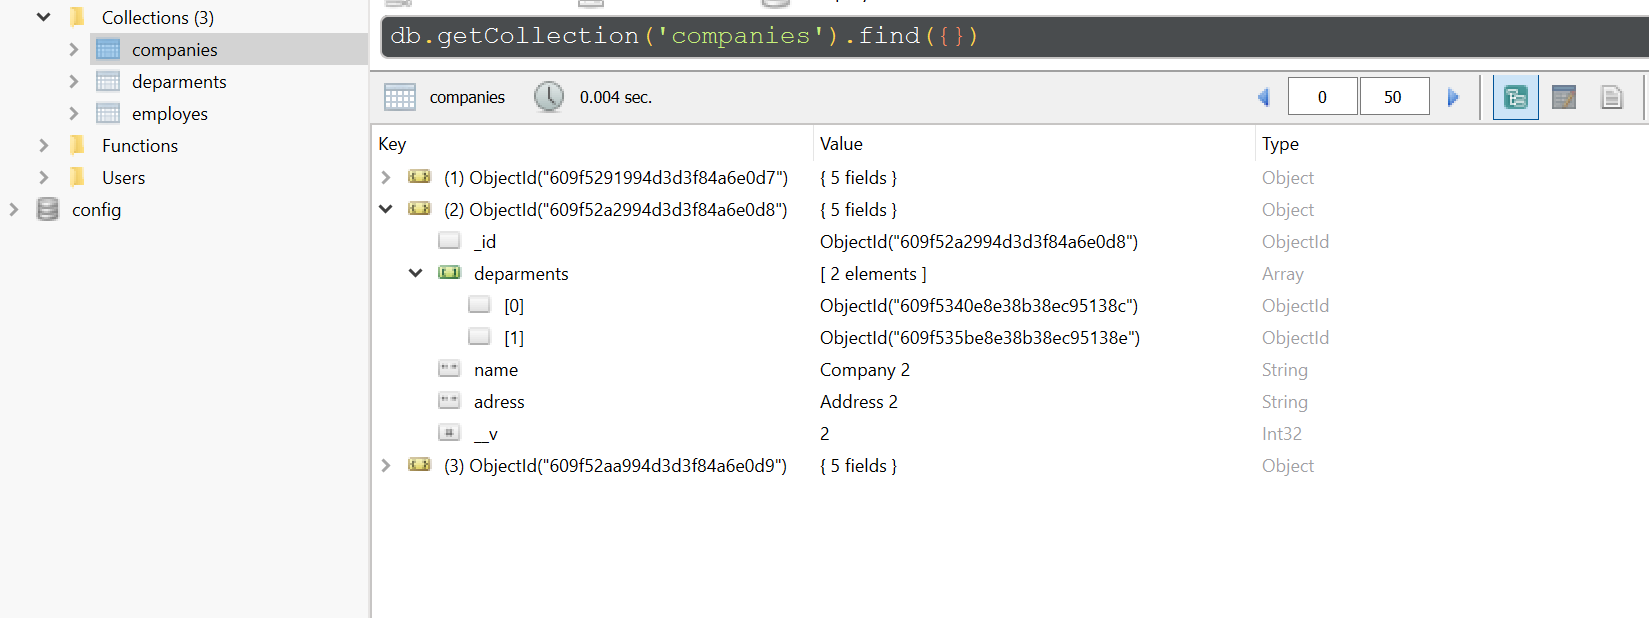 Collections (3)
companies
deparments
employes
Functions
Users
config
db.getCollection('companies').find({})
companies 0.004 sec. 0 50
Key Value Type
(1) ObjectId("609f5291994d3d3f84a6e0d7") { 5 fields } Object
(2) ObjectId("609f52a2994d3d3f84a6e0d8") { 5 fields } Object
_id ObjectId("609f52a2994d3d3f84a6e0d8") ObjectId
deparments [ 2 elements ] Array
[0] ObjectId("609f5340e8e38b38ec95138c") ObjectId
[1] ObjectId("609f535be8e38b38ec95138e") ObjectId
name Company 2 String
adress Address 2 String
__v 2 Int32
(3) ObjectId("609f52aa994d3d3f84a6e0d9") { 5 fields } Object